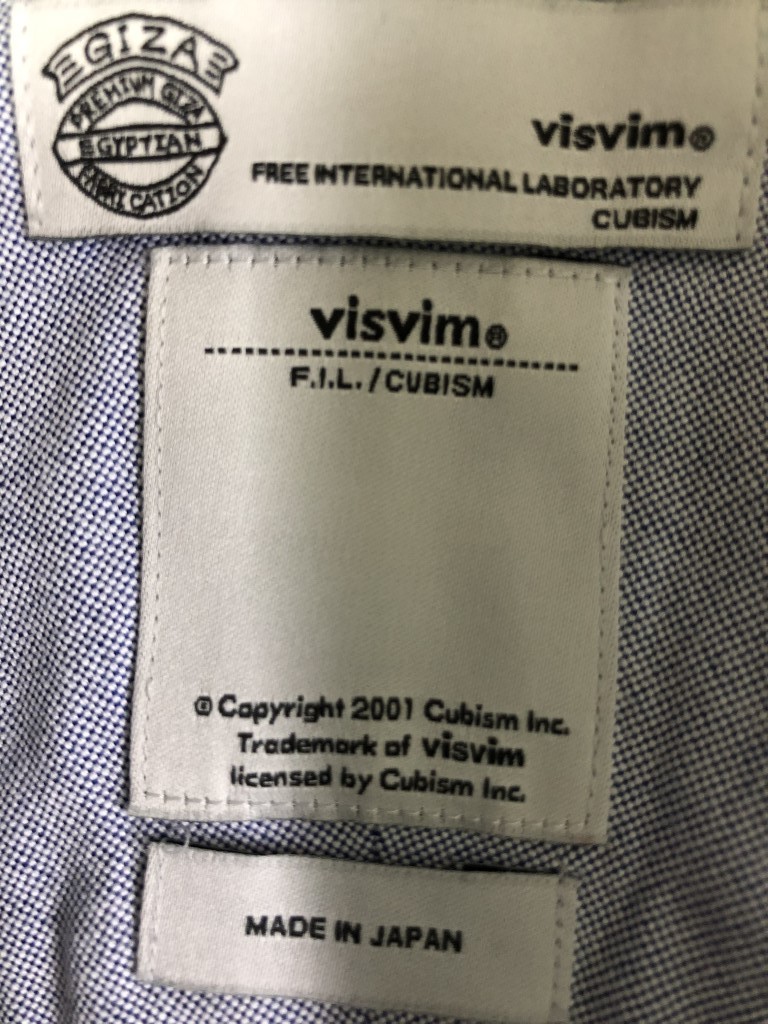 GIZA
PREMIUM GIZA
EGYPTIAN
FABRICATION
visvim®
FREE INTERNATIONAL LABORATORY
CUBISM
visvim®
F.I.L./CUBISM
© Copyright 2001 Cubism Inc.
Trademark of visvim
licensed by Cubism Inc.
MADE IN JAPAN